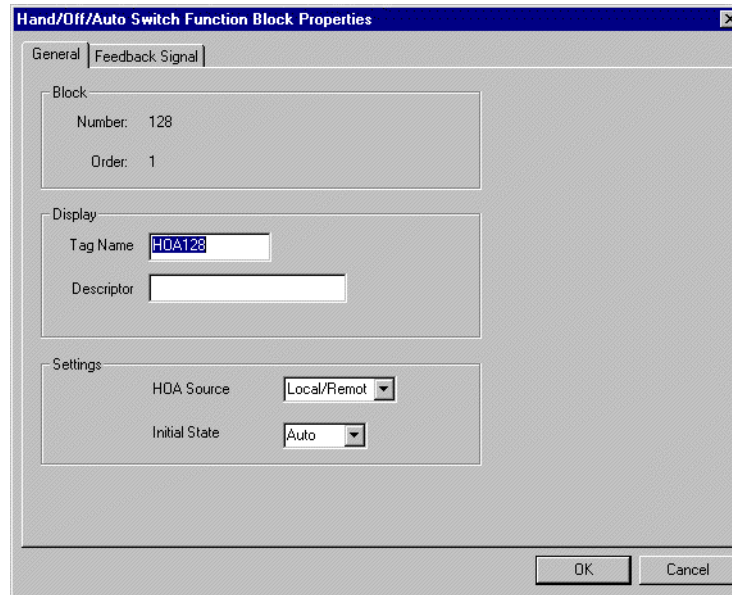 Hand/Off/Auto Switch Function Block Properties
General Feedback Signal
Block
Number: 128
Order: 1
Display
Tag Name HOA128
Descriptor
Settings
HOA Source Local/Remot
Initial State Auto
OK Cancel